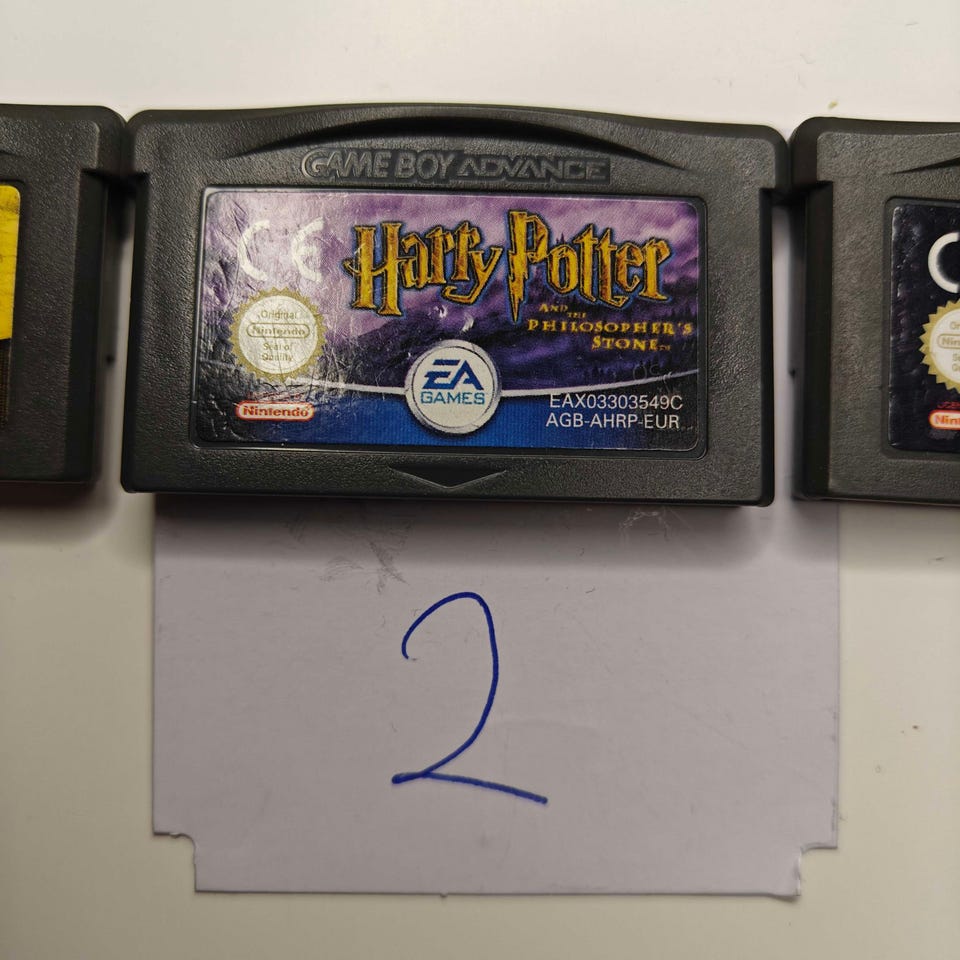 GAME BOY ADVANCE
CE
Harry Potter
AND THE
PHILOSOPHER'S
STONE
Original
Nintendo
Seal of
Quality
EA
GAMES
Nintendo
EAX03303549C
AGB-AHRP-EUR
2